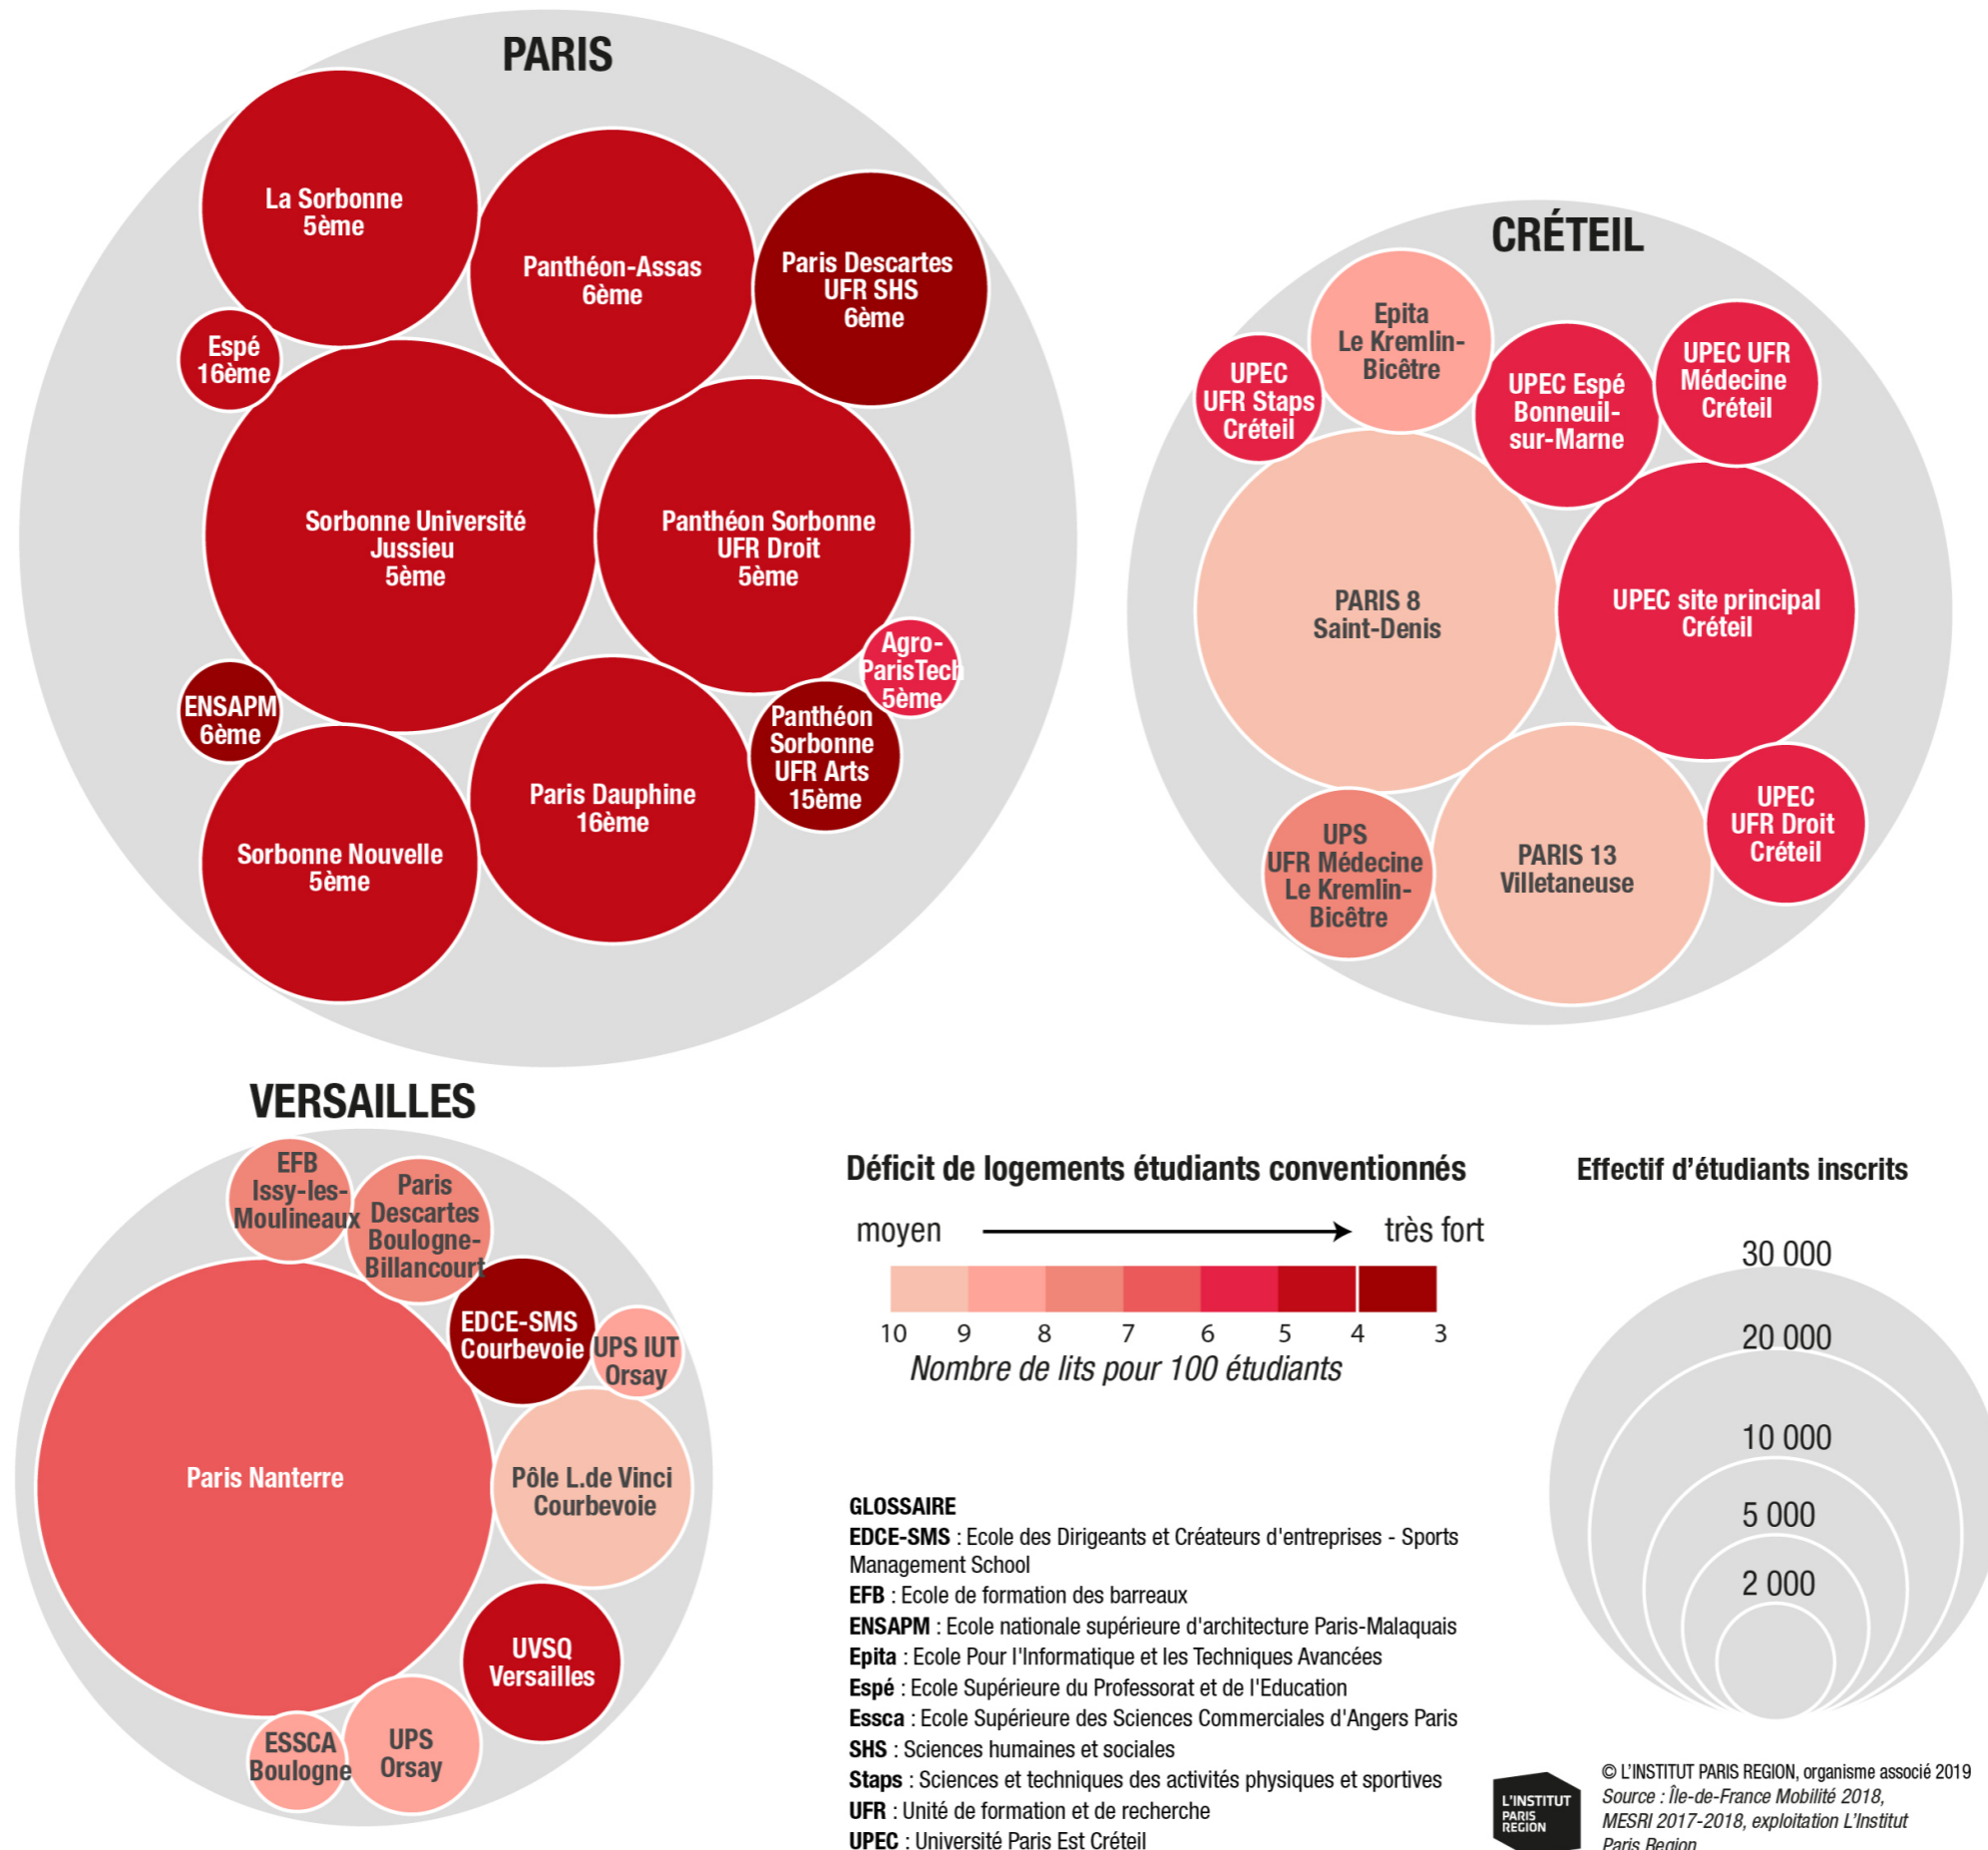 PARIS
La Sorbonne
5ème
Panthéon-Assas
6ème
Paris Descartes
UFR SHS
6ème
Espé
16ème
Sorbonne Université
Jussieu
5ème
Panthéon Sorbonne
UFR Droit
5ème
Agro-
ParisTech
5ème
ENSAPM
6ème
Panthéon
Sorbonne
UFR Arts
15ème
Paris Dauphine
16ème
Sorbonne Nouvelle
5ème
CRÉTEIL
Epita
Le Kremlin-
Bicêtre
UPEC
UFR Staps
Créteil
UPEC Espé
Bonneuil-
sur-Marne
UPEC UFR
Médecine
Créteil
PARIS 8
Saint-Denis
UPEC site principal
Créteil
UPS
UFR Médecine
Le Kremlin-
Bicêtre
PARIS 13
Villetaneuse
UPEC
UFR Droit
Créteil
VERSAILLES
EFB
Issy-les-
Moulineaux
Paris
Descartes
Boulogne-
Billancourt
EDCE-SMS
Courbevoie
UPS IUT
Orsay
Paris Nanterre
Pôle L.de Vinci
Courbevoie
UVSQ
Versailles
ESSCA
Boulogne
UPS
Orsay
Déficit de logements étudiants conventionnés
moyen très fort
10 9 8 7 6 5 4 3
Nombre de lits pour 100 étudiants
Effectif d'étudiants inscrits
30 000
20 000
10 000
5 000
2 000
GLOSSAIRE
EDCE-SMS : Ecole des Dirigeants et Créateurs d'entreprises - Sports
Management School
EFB : Ecole de formation des barreaux
ENSAPM : Ecole nationale supérieure d'architecture Paris-Malaquais
Epita : Ecole Pour l'Informatique et les Techniques Avancées
Espé : Ecole Supérieure du Professorat et de l'Education
Essca : Ecole Supérieure des Sciences Commerciales d'Angers Paris
SHS : Sciences humaines et sociales
Staps : Sciences et techniques des activités physiques et sportives
UFR : Unité de formation et de recherche
UPEC : Université Paris Est Créteil
L'INSTITUT
PARIS
REGION
© L'INSTITUT PARIS REGION, organisme associé 2019
Source : Île-de-France Mobilité 2018,
MESRI 2017-2018, exploitation L'Institut
Paris Region